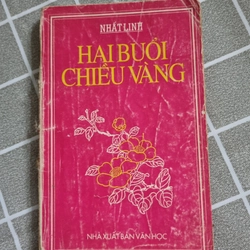 NHẤT LINH
HAI BUỔI
CHIỀU VÀNG
NHÀ XUẤT BẢN VĂN HỌC